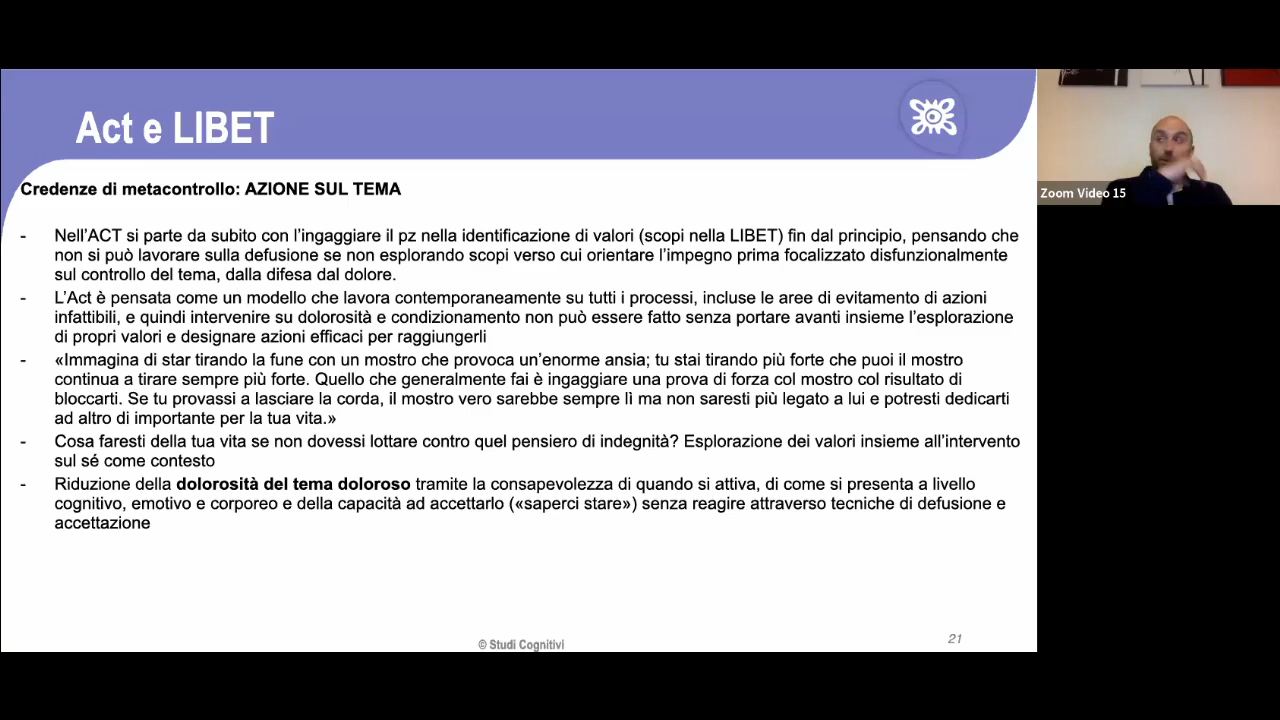 Act e LIBET
Credenze di metacontrollo: AZIONE SUL TEMA
- Nell'ACT si parte da subito con l'ingaggiare il pz nella identificazione di valori (scopi nella LIBET) fin dal principio, pensando che
non si può lavorare sulla defusione se non esplorando scopi verso cui orientare l'impegno prima focalizzato disfunzionalmente
sul controllo del tema, dalla difesa dal dolore.
- L'Act è pensata come un modello che lavora contemporaneamente su tutti i processi, incluse le aree di evitamento di azioni
infattibili, e quindi intervenire su dolorosità e condizionamento non può essere fatto senza portare avanti insieme l'esplorazione
di propri valori e designare azioni efficaci per raggiungerli
- «Immagina di star tirando la fune con un mostro che provoca un'enorme ansia; tu stai tirando più forte che puoi il mostro
continua a tirare sempre più forte. Quello che generalmente fai è ingaggiare una prova di forza col mostro col risultato di
bloccarti. Se tu provassi a lasciare la corda, il mostro vero sarebbe sempre lì ma non saresti più legato a lui e potresti dedicarti
ad altro di importante per la tua vita.»
- Cosa faresti della tua vita se non dovessi lottare contro quel pensiero di indegnità? Esplorazione dei valori insieme all'intervento
sul sé come contesto
- Riduzione della dolorosità del tema doloroso tramite la consapevolezza di quando si attiva, di come si presenta a livello
cognitivo, emotivo e corporeo e della capacità ad accettarlo («saperci stare») senza reagire attraverso tecniche di defusione e
accettazione
© Studi Cognitivi
21
Zoom Video 15